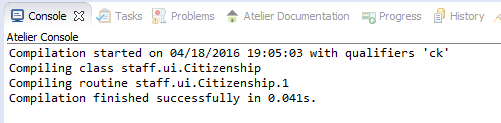 Console Tasks Problems Atelier Documentation Progress History
Atelier Console
Compilation started on 04/18/2016 19:05:03 with qualifiers 'ck'
Compiling class staff.ui.Citizenship
Compiling routine staff.ui.Citizenship.1
Compilation finished successfully in 0.041s.